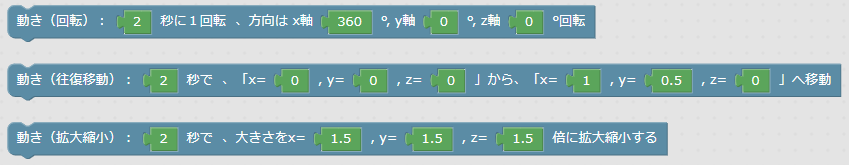 動き（回転）： 2 秒に１回転 、方向は x軸 360 º, y軸 0 º, z軸 0 º回転
動き（往復移動）： 2 秒で 、「x= 0 , y= 0 , z= 0 」から、「x= 1 , y= 0.5 , z= 0 」へ移動
動き（拡大縮小）： 2 秒で 、大きさをx= 1.5 , y= 1.5 , z= 1.5 倍に拡大縮小する